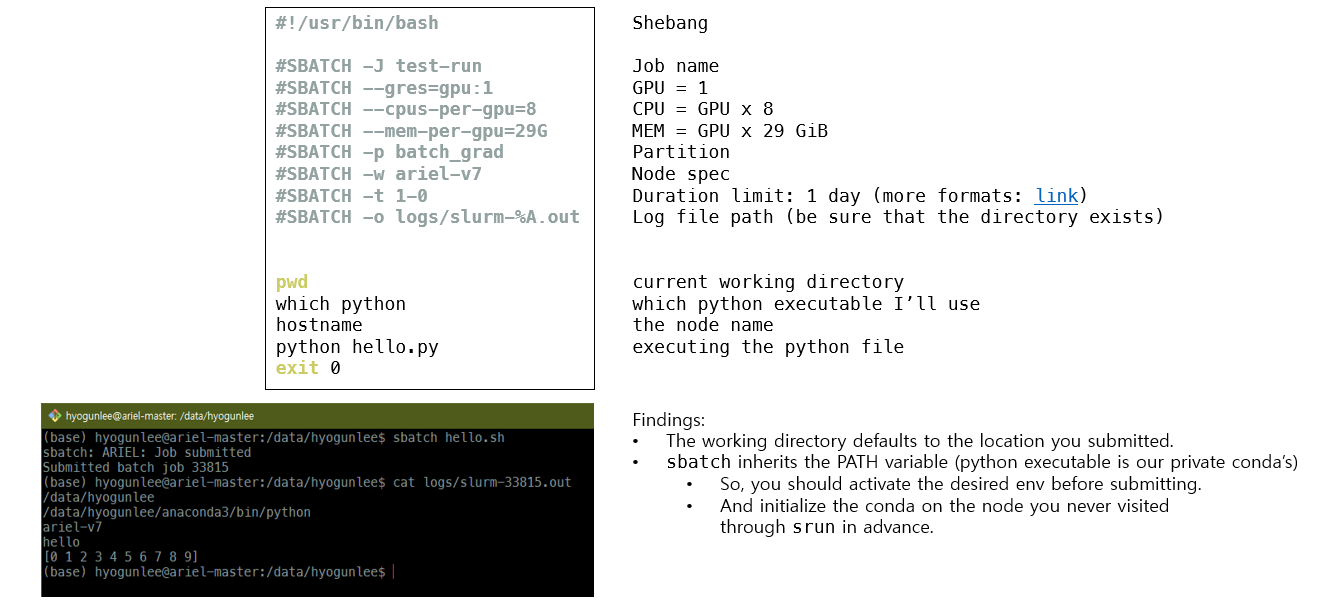 #!/usr/bin/bash
#SBATCH -J test-run
#SBATCH --gres=gpu:1
#SBATCH --cpus-per-gpu=8
#SBATCH --mem-per-gpu=29G
#SBATCH -p batch_grad
#SBATCH -w ariel-v7
#SBATCH -t 1-0
#SBATCH -o logs/slurm-%A.out
pwd
which python
hostname
python hello.py
exit 0
Shebang
Job name
GPU = 1
CPU = GPU x 8
MEM = GPU x 29 GiB
Partition
Node spec
Duration limit: 1 day (more formats: link)
Log file path (be sure that the directory exists)
current working directory
which python executable I’ll use
the node name
executing the python file
hyogunlee@ariel-master: /data/hyogunlee
(base) hyogunlee@ariel-master:/data/hyogunlee$ sbatch hello.sh
sbatch: ARIEL: Job submitted
Submitted batch job 33815
(base) hyogunlee@ariel-master:/data/hyogunlee$ cat logs/slurm-33815.out
/data/hyogunlee
/data/hyogunlee/anaconda3/bin/python
ariel-v7
hello
[0 1 2 3 4 5 6 7 8 9]
(base) hyogunlee@ariel-master:/data/hyogunlee$
Findings:
• The working directory defaults to the location you submitted.
• sbatch inherits the PATH variable (python executable is our private conda’s)
• So, you should activate the desired env before submitting.
• And initialize the conda on the node you never visited
through srun in advance.